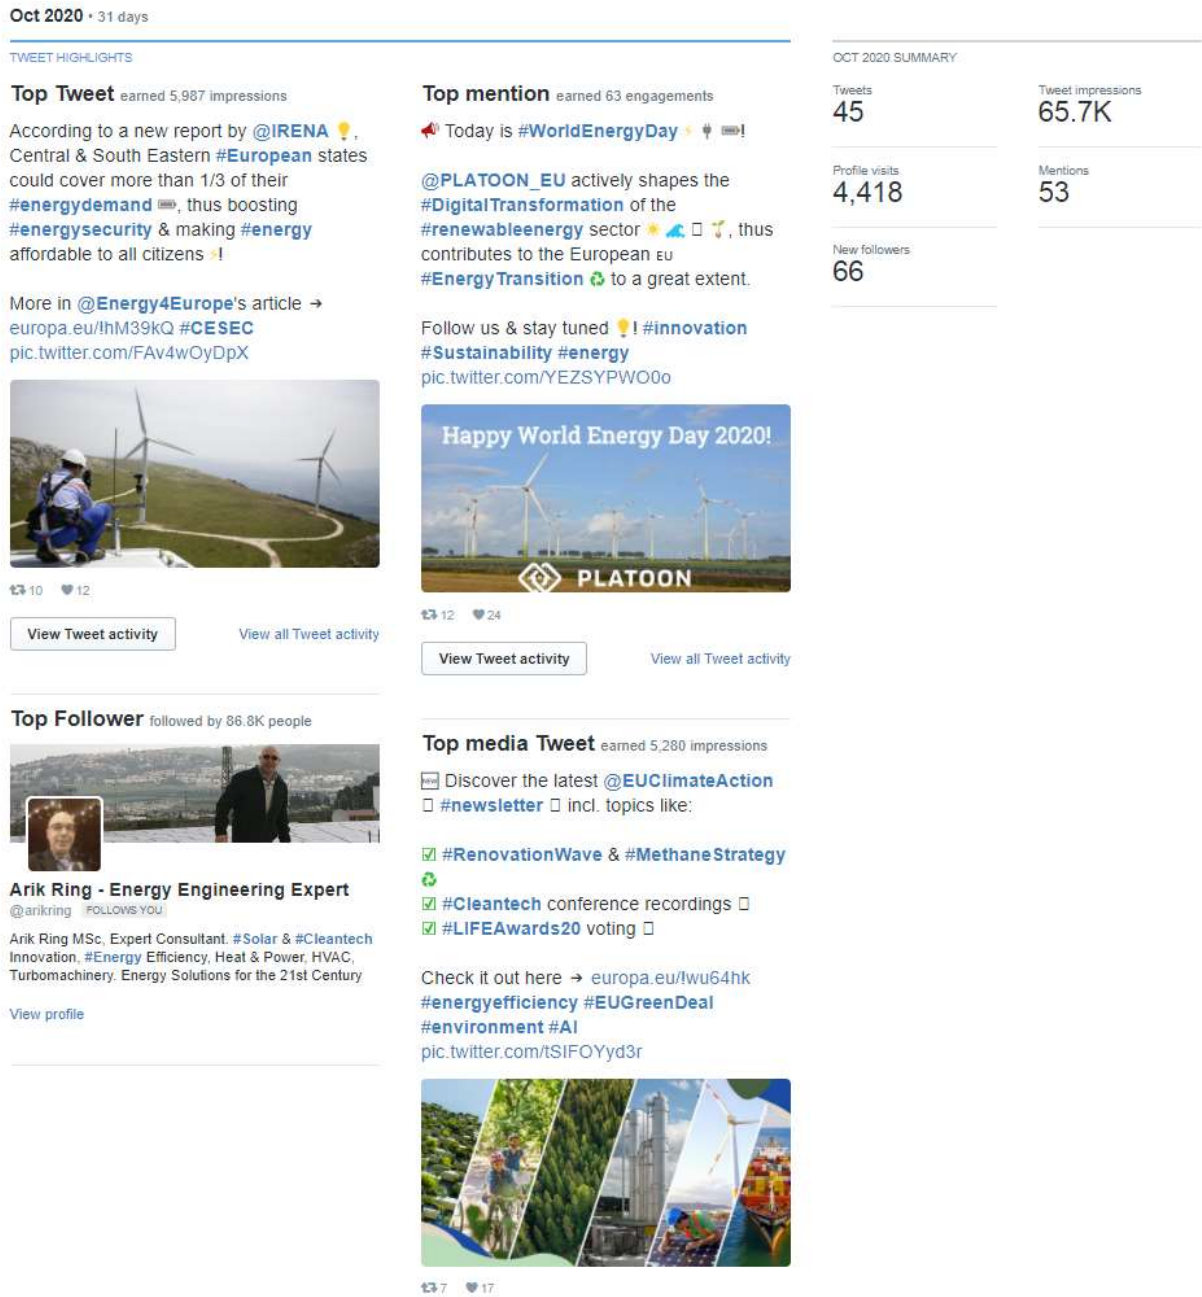 Oct 2020 • 31 days
TWEET HIGHLIGHTS
Top Tweet earned 5,987 impressions
According to a new report by @IRENA 💡,
Central & South Eastern #European states
could cover more than 1/3 of their
#energydemand 🔋, thus boosting
#energysecurity & making #energy
affordable to all citizens ⚡!
More in @Energy4Europe's article →
europa.eu/!hM39kQ #CESEC
pic.twitter.com/FAv4wOyDpX
10 12
View Tweet activity View all Tweet activity
Top Follower followed by 86.8K people
Arik Ring - Energy Engineering Expert
@arikring FOLLOWS YOU
Arik Ring MSc, Expert Consultant. #Solar & #Cleantech
Innovation, #Energy Efficiency, Heat & Power, HVAC,
Turbomachinery. Energy Solutions for the 21st Century
View profile
Top mention earned 63 engagements
📣 Today is #WorldEnergyDay ⚡ 🔌 🔋!
@PLATOON_EU actively shapes the
#DigitalTransformation of the
#renewableenergy sector ☀ 🌊 🌱, thus
contributes to the European EU
#EnergyTransition ♻ to a great extent.
Follow us & stay tuned 💡! #innovation
#Sustainability #energy
pic.twitter.com/YEZSYPWO0o
Happy World Energy Day 2020!
PLATOON
12 24
View Tweet activity View all Tweet activity
Top media Tweet earned 5,280 impressions
🆕 Discover the latest @EUClimateAction
#newsletter incl. topics like:
☑ #RenovationWave & #MethaneStrategy
♻
☑ #Cleantech conference recordings
☑ #LIFEAwards20 voting
Check it out here → europa.eu/!wu64hk
#energyefficiency #EUGreenDeal
#environment #AI
pic.twitter.com/tSIFOYyd3r
7 17
OCT 2020 SUMMARY
Tweets Tweet impressions
45 65.7K
Profile visits Mentions
4,418 53
New followers
66